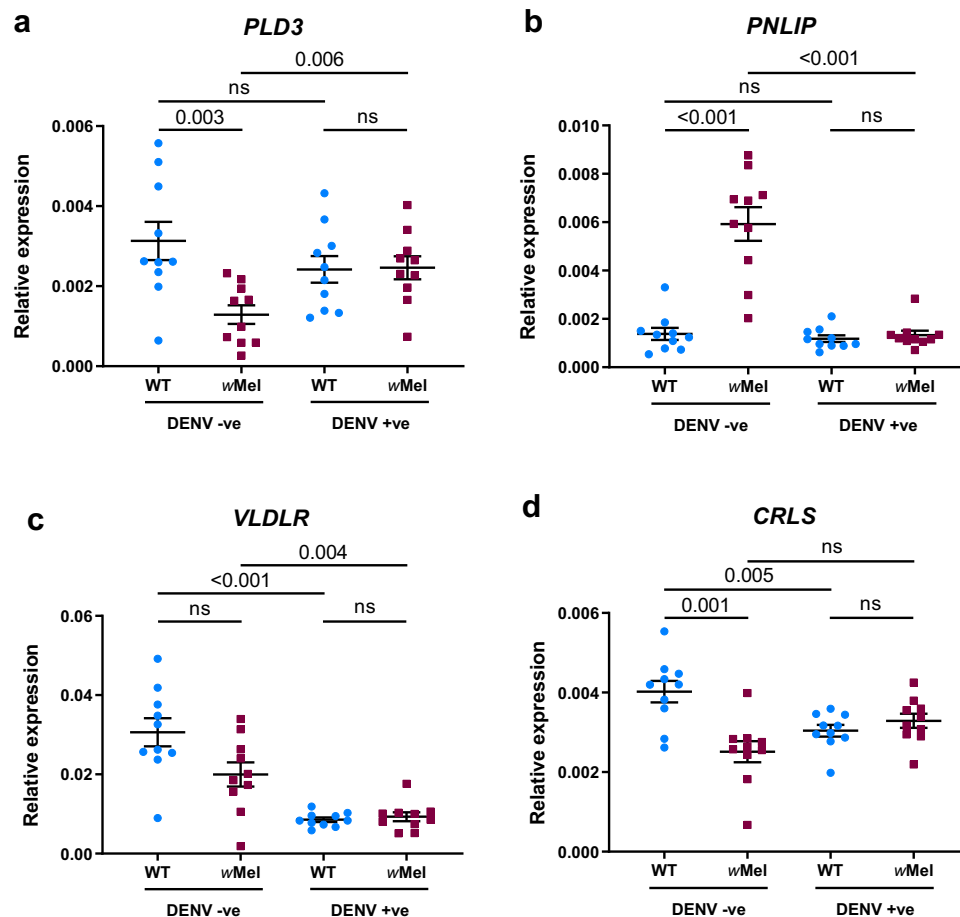 a
PLD3
0.006
ns
0.003
ns
Relative expression
0.006
0.004
0.002
0.000
WT
wMel
WT
wMel
DENV -ve
DENV +ve
b
PNLIP
<0.001
ns
<0.001
ns
Relative expression
0.010
0.008
0.006
0.004
0.002
0.000
WT
wMel
WT
wMel
DENV -ve
DENV +ve
c
VLDLR
0.004
<0.001
ns
ns
Relative expression
0.06
0.04
0.02
0.00
WT
wMel
WT
wMel
DENV -ve
DENV +ve
d
CRLS
ns
0.005
0.001
ns
Relative expression
0.006
0.004
0.002
0.000
WT
wMel
WT
wMel
DENV -ve
DENV +ve